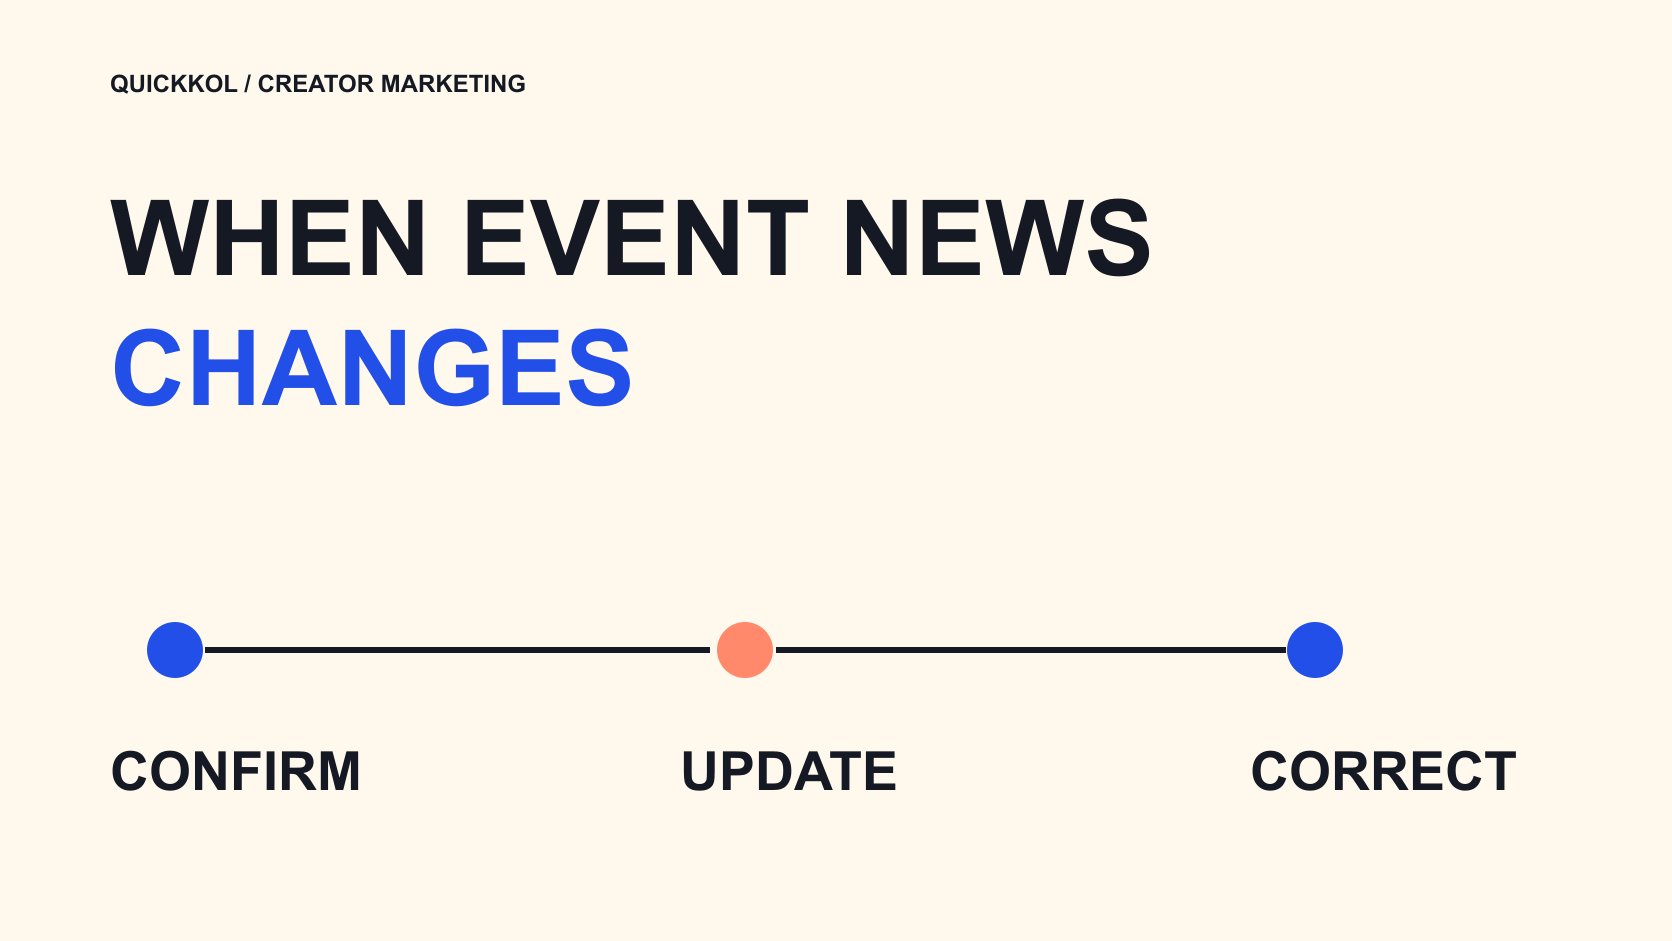 QUICKKOL / CREATOR MARKETING
WHEN EVENT NEWS
CHANGES
CONFIRM
UPDATE
CORRECT